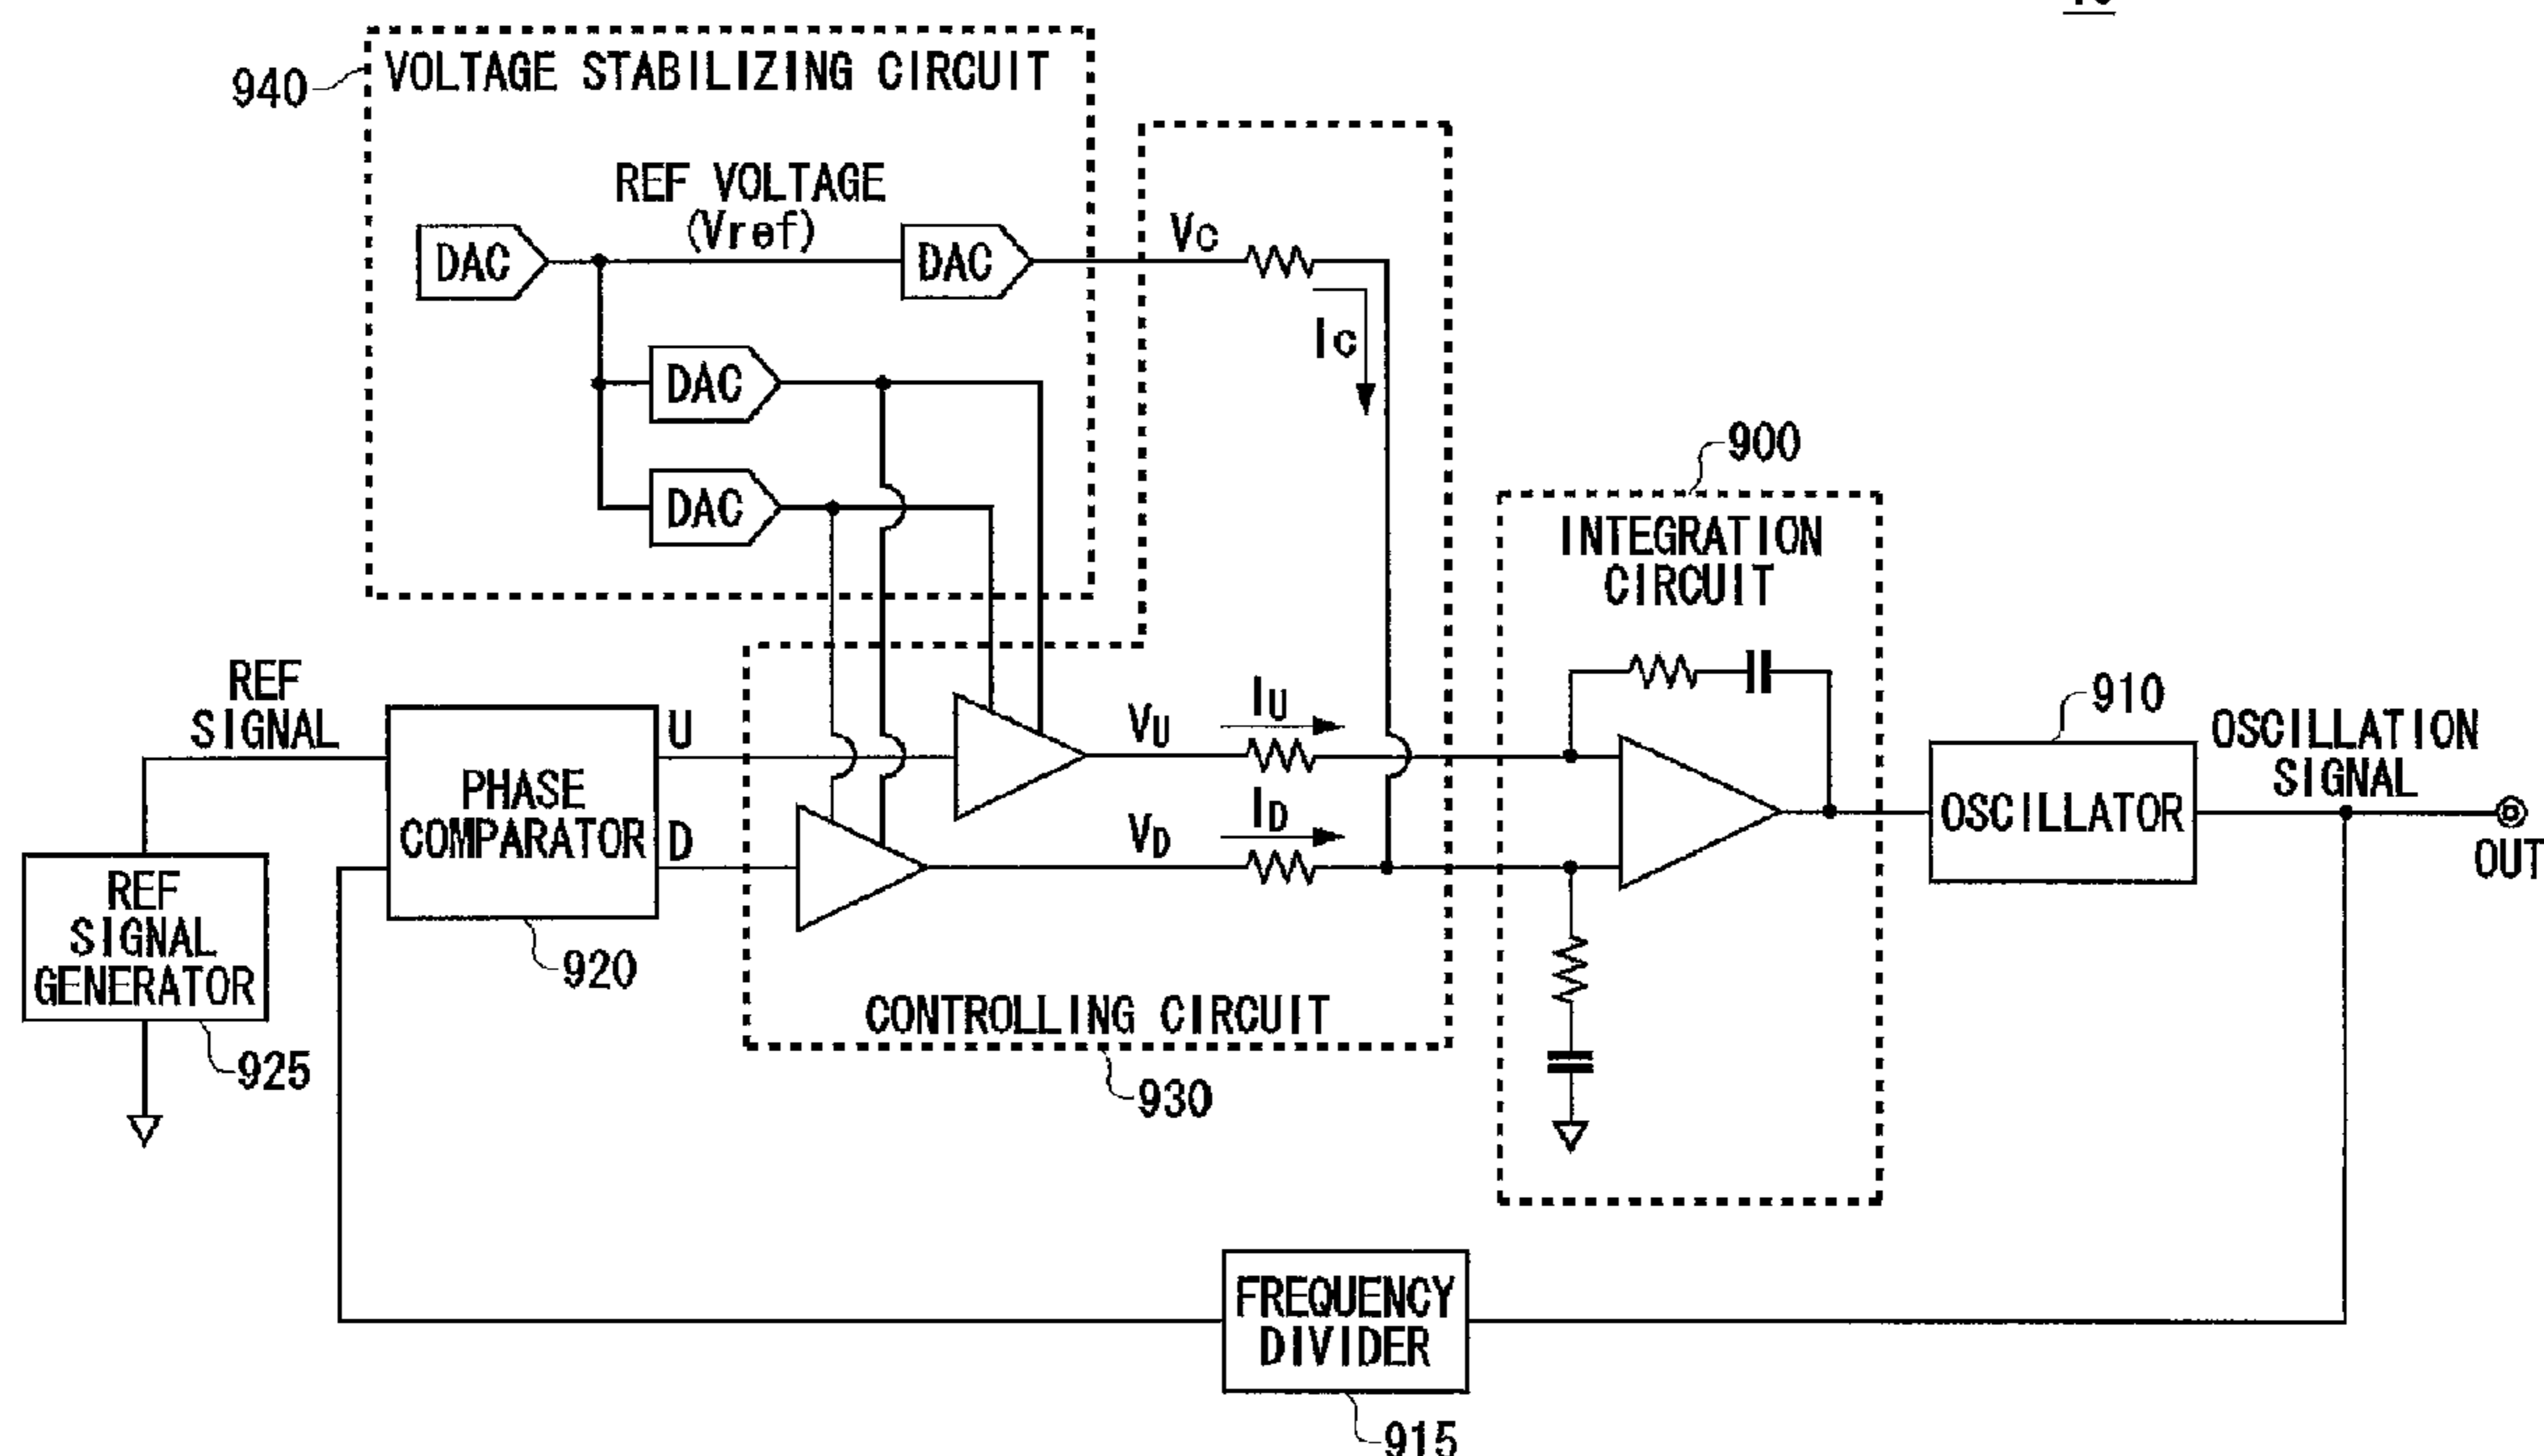 940
VOLTAGE STABILIZING CIRCUIT
REF VOLTAGE
(Vref)
DAC
DAC
VC
IC
DAC
DAC
900
INTEGRATION
CIRCUIT
REF
SIGNAL
PHASE
COMPARATOR
U
D
920
VU
IU
VD
ID
910
OSCILLATOR
OSCILLATION
SIGNAL
OUT
REF
SIGNAL
GENERATOR
925
CONTROLLING CIRCUIT
930
FREQUENCY
DIVIDER
915